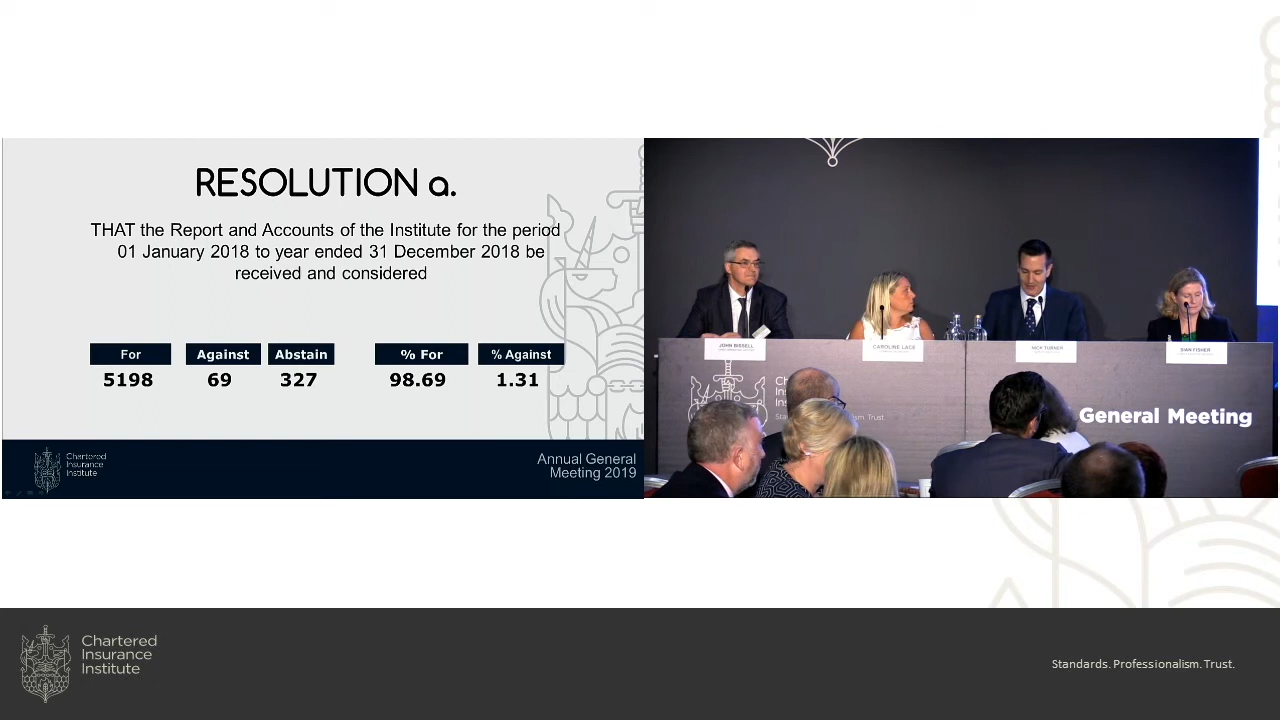 RESOLUTION a.
THAT the Report and Accounts of the Institute for the period
01 January 2018 to year ended 31 December 2018 be
received and considered
For Against Abstain % For % Against
5198 69 327 98.69 1.31
Chartered
Insurance
Institute
Annual General
Meeting 2019
JOHN BISSELL
CAROLINE LACE
NICK TURNER
SIAN FISHER
General Meeting
Trust.
Chartered
Insurance
Institute
Standards. Professionalism. Trust.